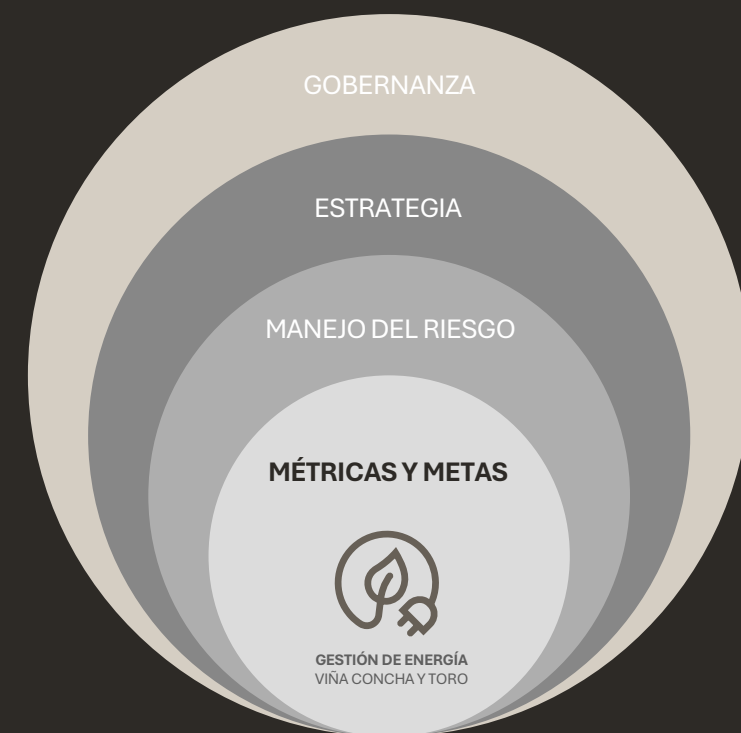 GOBERNANZA
ESTRATEGIA
MANEJO DEL RIESGO
MÉTRICAS Y METAS
GESTIÓN DE ENERGÍA
VIÑA CONCHA Y TORO